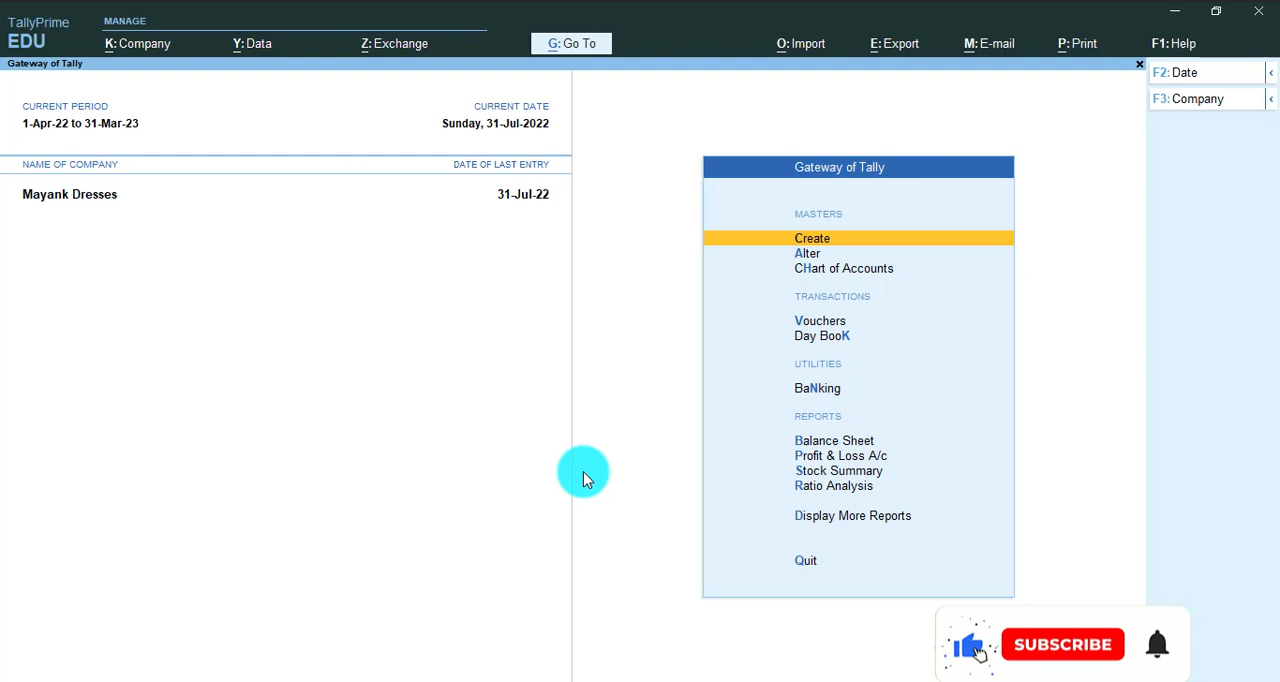 TallyPrime
EDU
MANAGE
K: Company
Y: Data
Z: Exchange
G: Go To
O: Import
E: Export
M: E-mail
P: Print
F1: Help
Gateway of Tally
F2: Date
F3: Company
CURRENT PERIOD
CURRENT DATE
1-Apr-22 to 31-Mar-23
Sunday, 31-Jul-2022
NAME OF COMPANY
DATE OF LAST ENTRY
Mayank Dresses
31-Jul-22
Gateway of Tally
MASTERS
Create
Alter
CHart of Accounts
TRANSACTIONS
Vouchers
Day BooK
UTILITIES
BaNking
REPORTS
Balance Sheet
Profit & Loss A/c
Stock Summary
Ratio Analysis
Display More Reports
Quit
SUBSCRIBE